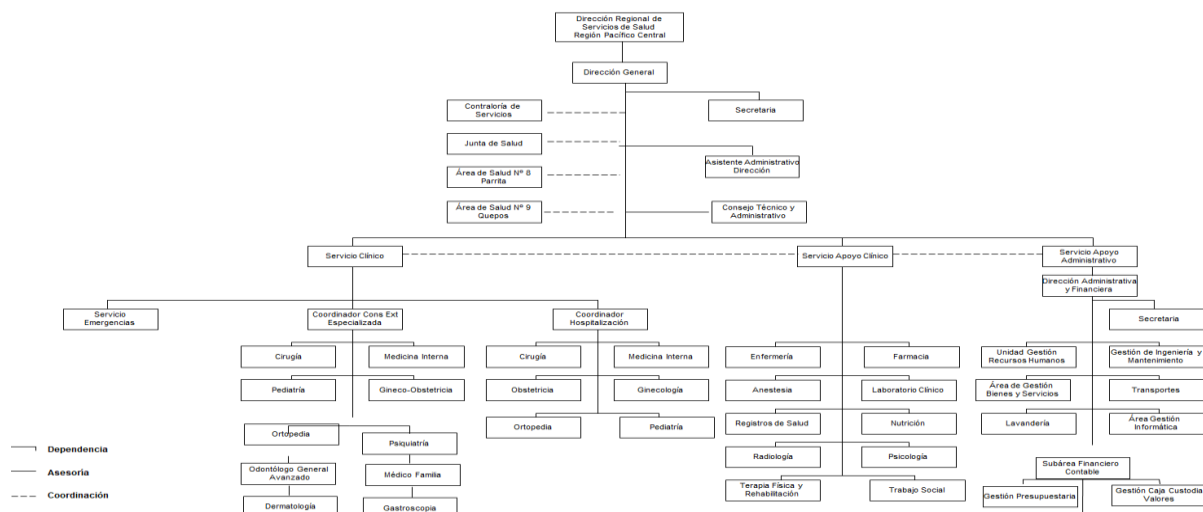 Dirección Regional de
Servicios de Salud
Región Pacífico Central
Dirección General
Contraloría de
Servicios
Secretaria
Junta de Salud
Asistente Administrativo
Dirección
Área de Salud Nº 8
Parrita
Área de Salud Nº 9
Quepos
Consejo Técnico y
Administrativo
Servicio Clínico
Servicio Apoyo Clínico
Servicio Apoyo
Administrativo
Dirección Administrativa
y Financiera
Servicio
Emergencias
Coordinador Cons Ext
Especializada
Coordinador
Hospitalización
Secretaria
Cirugía
Medicina Interna
Cirugía
Medicina Interna
Enfermería
Farmacia
Unidad Gestión
Recursos Humanos
Gestión de Ingeniería y
Mantenimiento
Pediatría
Gineco-Obstetricia
Obstetricia
Ginecología
Anestesia
Laboratorio Clínico
Área de Gestión
Bienes y Servicios
Transportes
Ortopedia
Psiquiatría
Ortopedia
Pediatría
Registros de Salud
Nutrición
Lavandería
Área Gestión
Informática
Odontólogo General
Avanzado
Médico Familia
Radiología
Psicología
Subárea Financiero
Contable
Dermatología
Gastroscopia
Terapia Física y
Rehabilitación
Trabajo Social
Gestión Presupuestaria
Gestión Caja Custodia
Valores
Dependencia
Asesoría
Coordinación